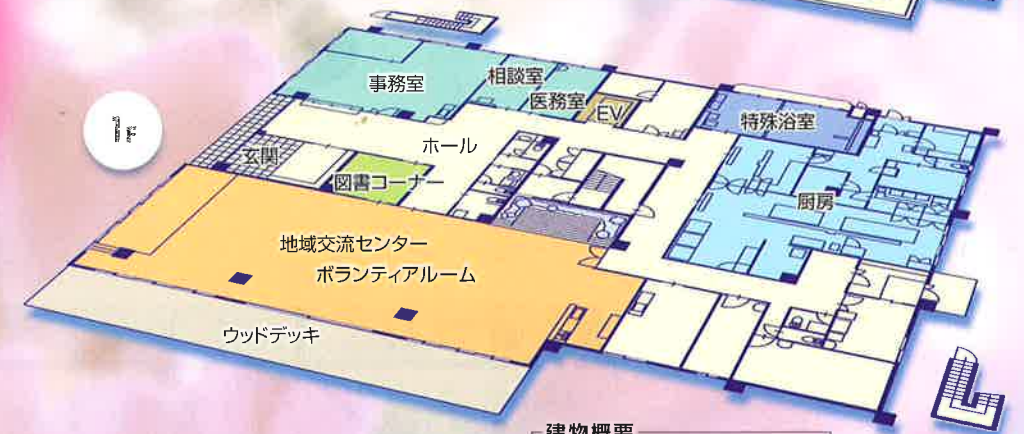 事務室
相談室
医務室
EV
特殊浴室
ホール
玄関
図書コーナー
厨房
地域交流センター
ボランティアルーム
ウッドデッキ
建物概要